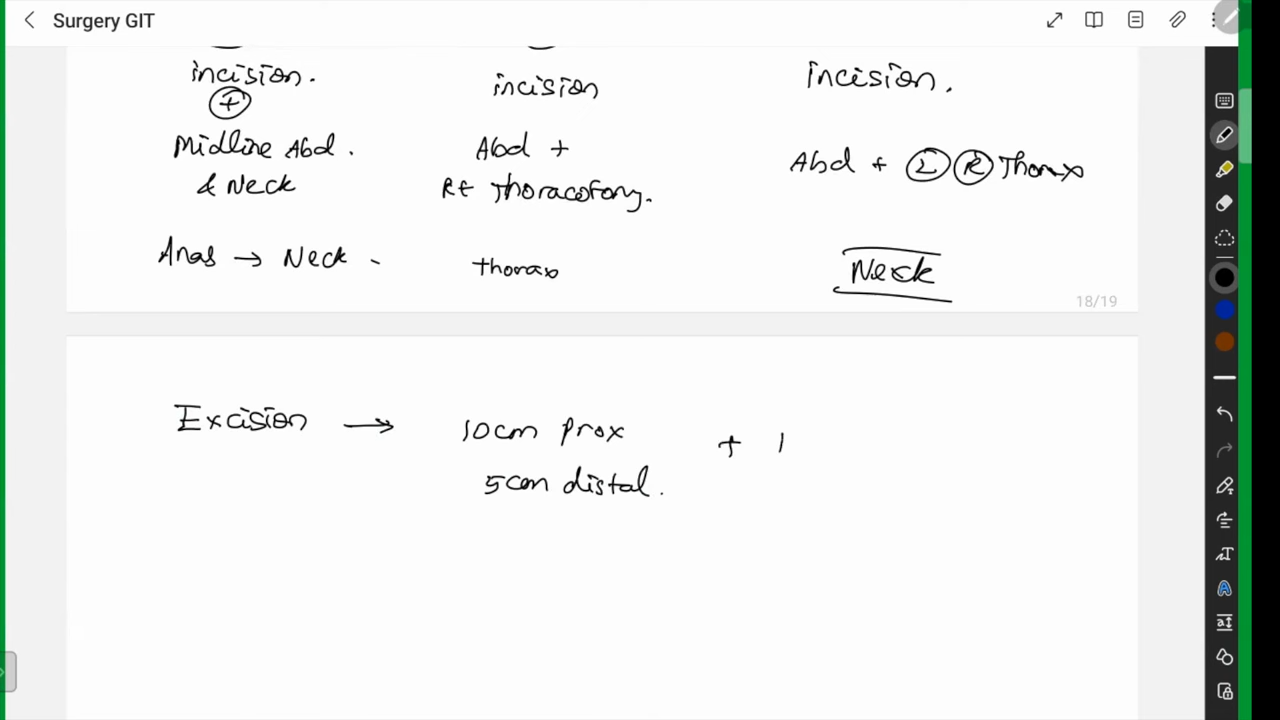 Surgery GIT
incision. incision incision.
+
Midline Abd. Abd + Abd + L R Thorax
& Neck Rt Thoracotomy.
Anas → Neck - thorax Neck
18/19
Excision → 10cm prox +
5cm distal.